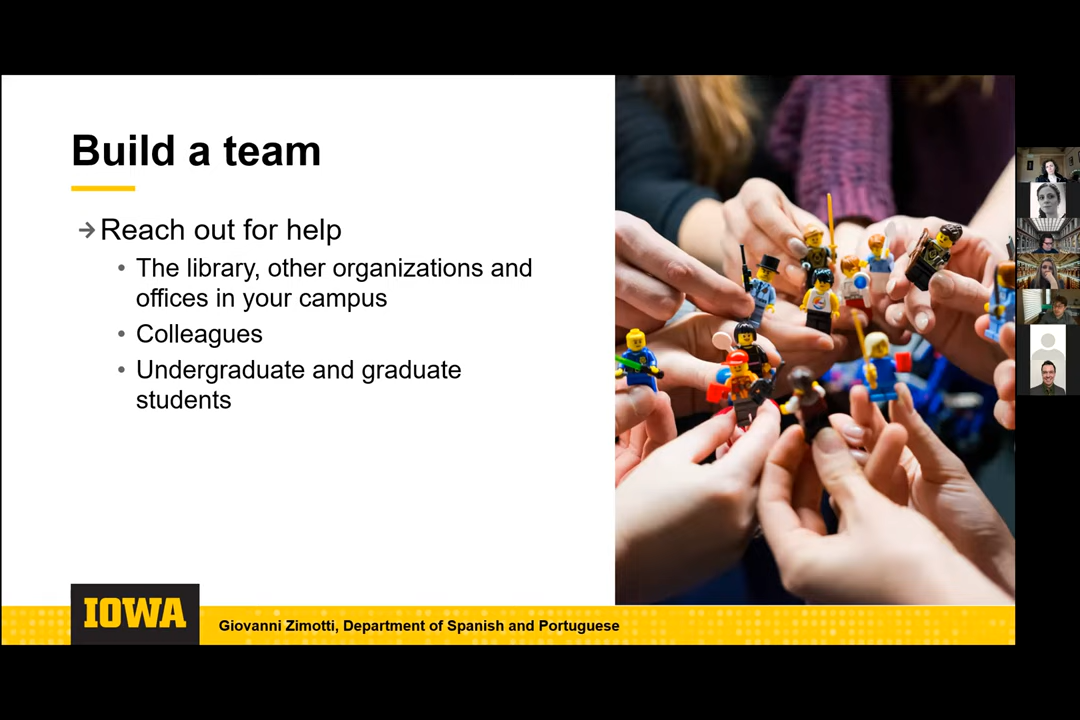 Build a team
→Reach out for help
• The library, other organizations and
offices in your campus
• Colleagues
• Undergraduate and graduate
students
IOWA
Giovanni Zimotti, Department of Spanish and Portuguese